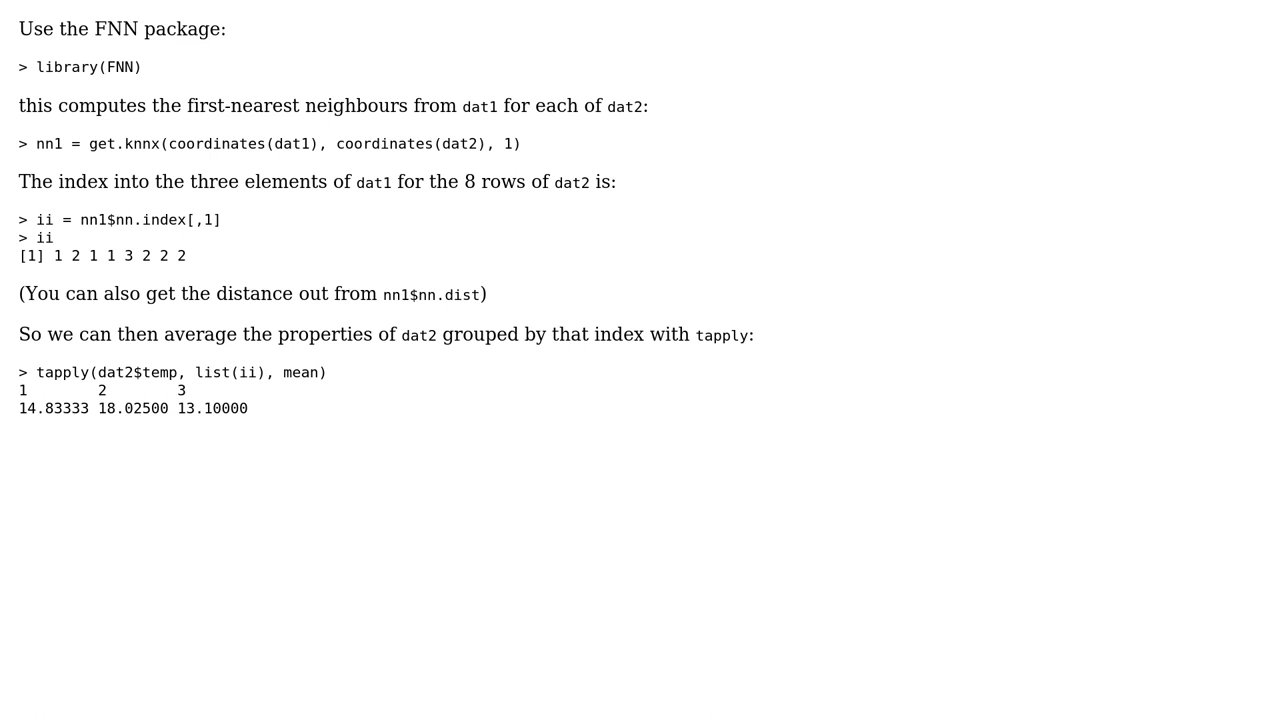 Use the FNN package:
> library(FNN)
this computes the first-nearest neighbours from dat1 for each of dat2:
> nn1 = get.knnx(coordinates(dat1), coordinates(dat2), 1)
The index into the three elements of dat1 for the 8 rows of dat2 is:
> ii = nn1$nn.index[,1]
> ii
[1] 1 2 1 1 3 2 2 2
(You can also get the distance out from nn1$nn.dist)
So we can then average the properties of dat2 grouped by that index with tapply:
> tapply(dat2$temp, list(ii), mean)
1        2        3
14.83333 18.02500 13.10000